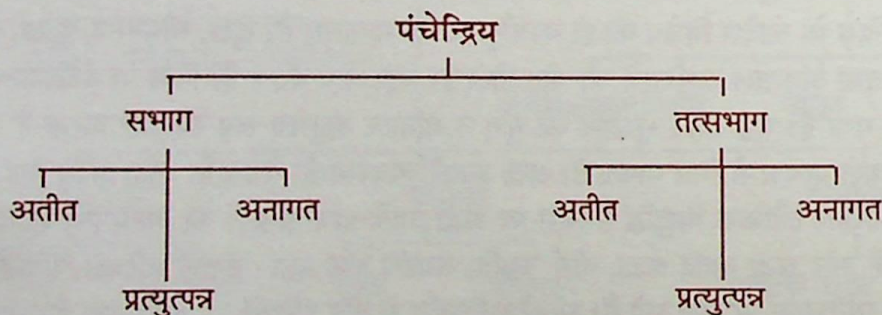 पंचेन्द्रिय
सभाग तत्सभाग
अतीत अनागत अतीत अनागत
प्रत्युत्पन्न प्रत्युत्पन्न